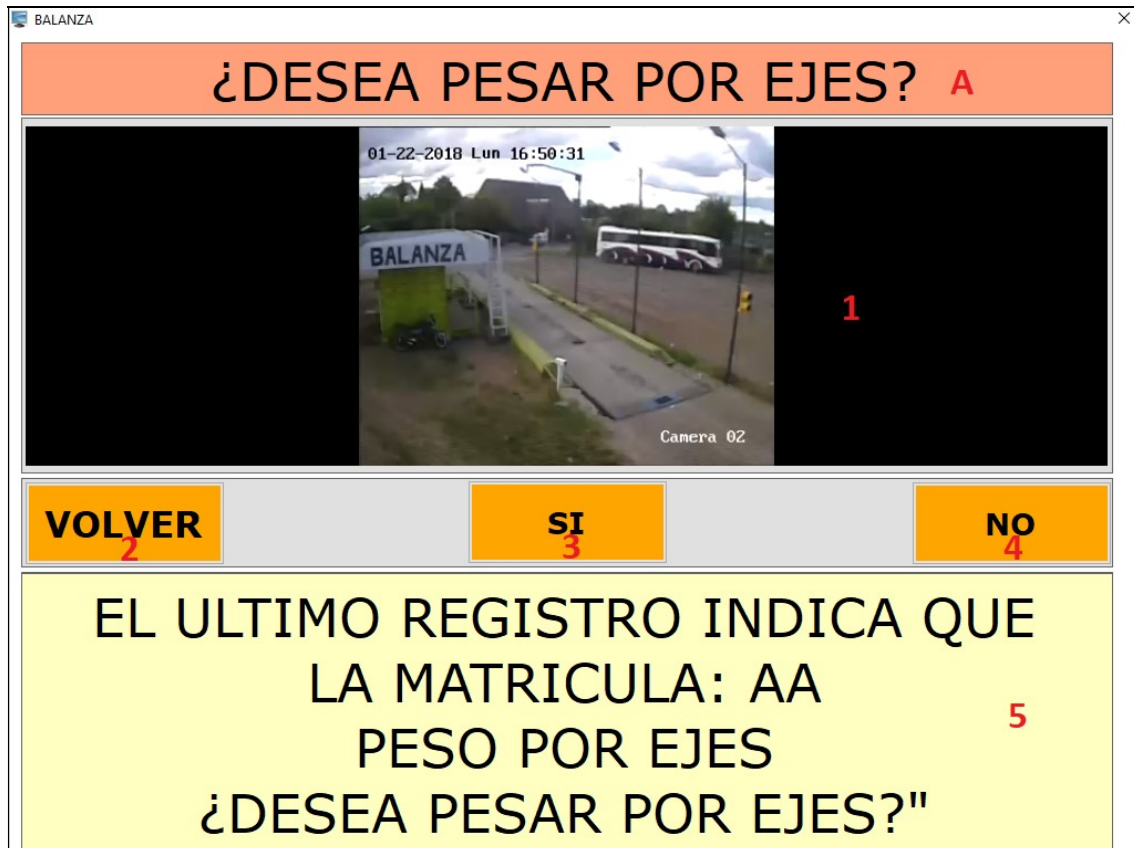 BALANZA
¿DESEA PESAR POR EJES? A
01-22-2018 Lun 16:50:31
BALANZA
1
Camera 02
VOLVER
2
SI
3
NO
4
EL ULTIMO REGISTRO INDICA QUE
LA MATRICULA: AA
5
PESO POR EJES
¿DESEA PESAR POR EJES?"